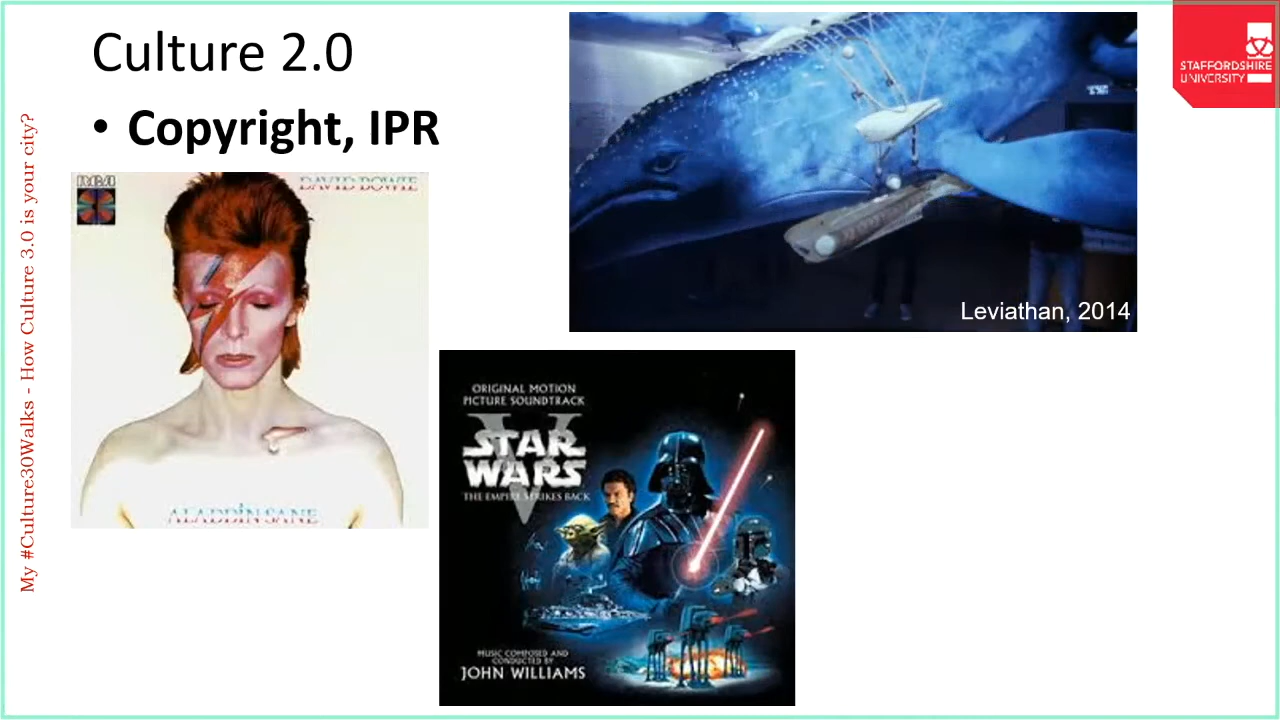 Culture 2.0
• Copyright, IPR
My #Culture30Walks - How Culture 3.0 is your city?
RCA
DAVID BOWIE
ALADDIN SANE
Leviathan, 2014
STAFFORDSHIRE
UNIVERSITY
ORIGINAL MOTION
PICTURE SOUNDTRACK
V
STAR
WARS
THE EMPIRE STRIKES BACK
MUSIC COMPOSED AND
CONDUCTED BY
JOHN WILLIAMS